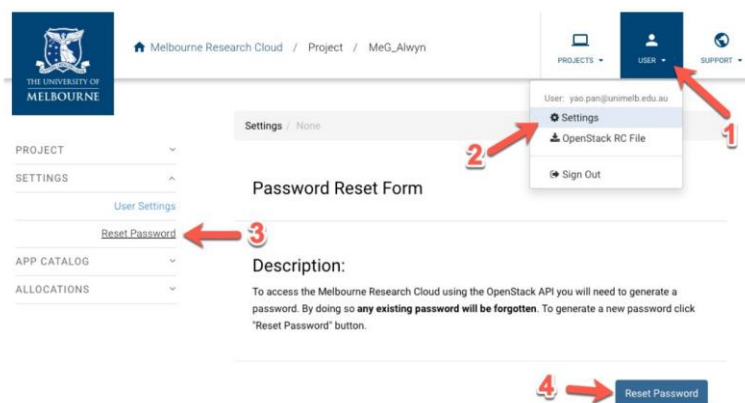 THE UNIVERSITY OF
MELBOURNE
Melbourne Research Cloud / Project / MeG_Alwyn
PROJECTS
USER
SUPPORT
1
User: yao.pan@unimelb.edu.au
Settings
2
OpenStack RC File
Sign Out
Settings / None
PROJECT
SETTINGS
User Settings
Reset Password
3
APP CATALOG
ALLOCATIONS
Password Reset Form
Description:
To access the Melbourne Research Cloud using the OpenStack API you will need to generate a
password. By doing so any existing password will be forgotten. To generate a new password click
"Reset Password" button.
4
Reset Password